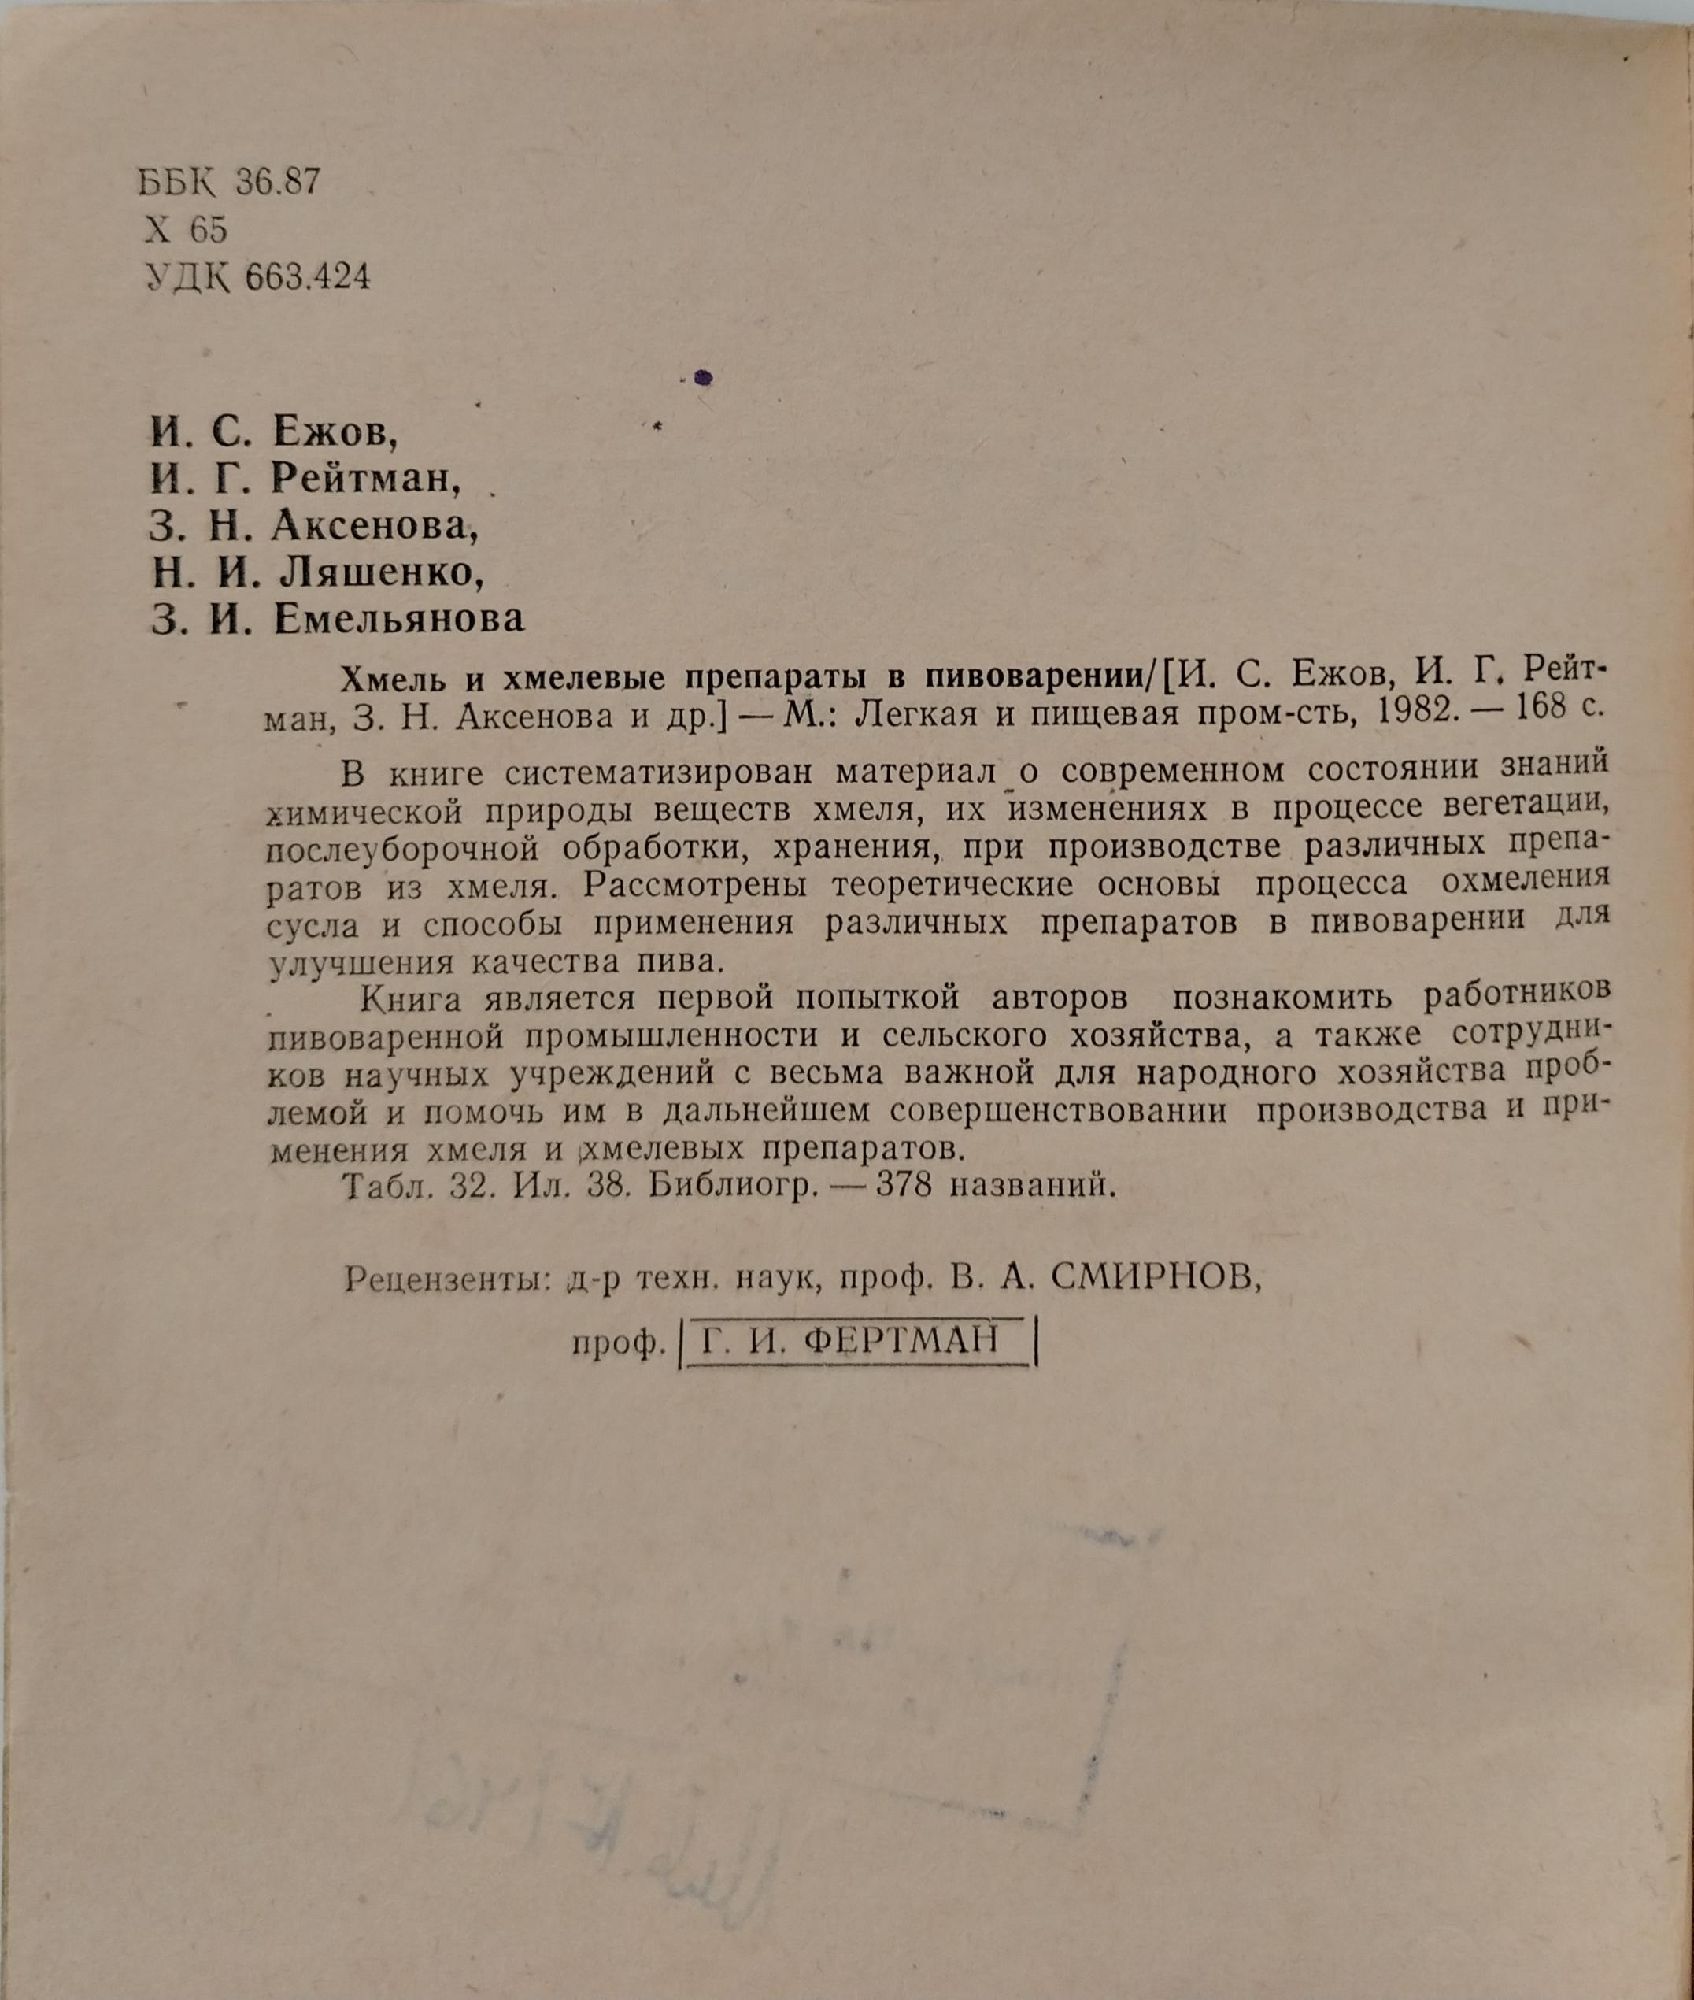 ББК 36.87
Х 65
УДК 663.424
И. С. Ежов,
И. Г. Рейтман,
З. Н. Аксенова,
Н. И. Ляшенко,
З. И. Емельянова
Хмель и хмелевые препараты в пивоварении/[И. С. Ежов, И. Г. Рейт-
ман, З. Н. Аксенова и др.] — М.: Легкая и пищевая пром-сть, 1982. — 168 с.
В книге систематизирован материал о современном состоянии знаний
химической природы веществ хмеля, их изменениях в процессе вегетации,
послеуборочной обработки, хранения, при производстве различных препа-
ратов из хмеля. Рассмотрены теоретические основы процесса охмеления
сусла и способы применения различных препаратов в пивоварении для
улучшения качества пива.
Книга является первой попыткой авторов познакомить работников
пивоваренной промышленности и сельского хозяйства, а также сотрудни-
ков научных учреждений с весьма важной для народного хозяйства проб-
лемой и помочь им в дальнейшем совершенствовании производства и при-
менения хмеля и хмелевых препаратов.
Табл. 32. Ил. 38. Библиогр. — 378 названий.
Рецензенты: д-р техн. наук, проф. В. А. СМИРНОВ,
проф. Г. И. ФЕРТМАН